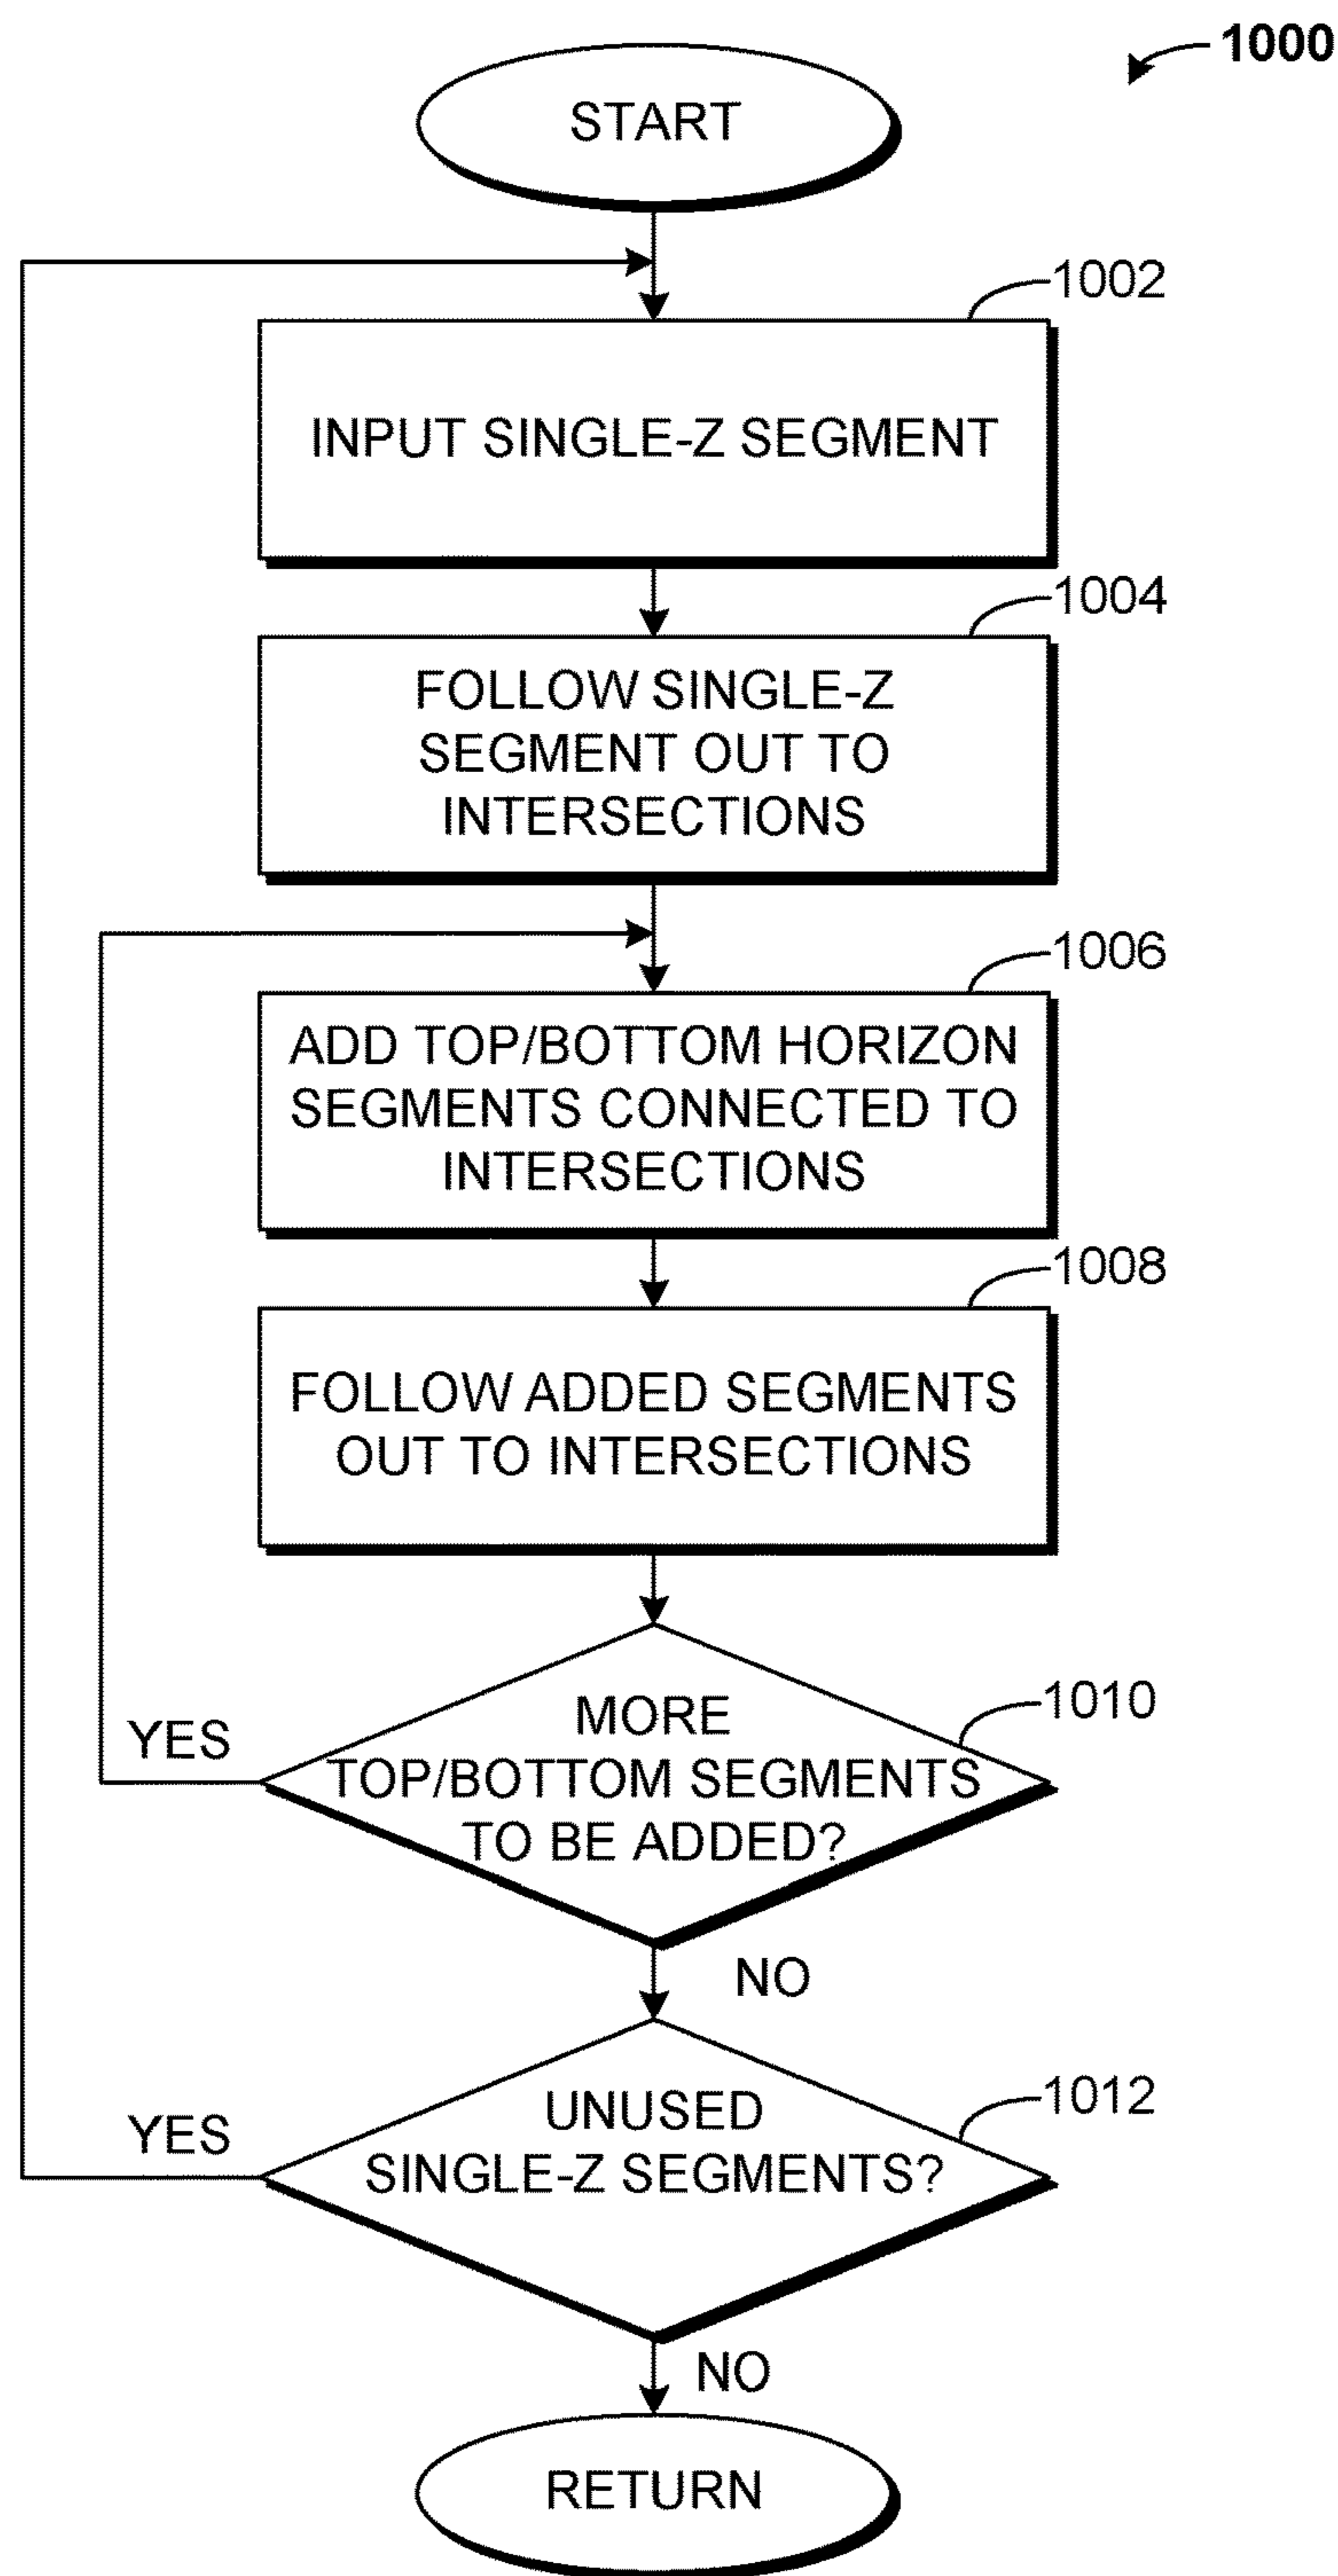 1000
START
1002
INPUT SINGLE-Z SEGMENT
1004
FOLLOW SINGLE-Z
SEGMENT OUT TO
INTERSECTIONS
1006
ADD TOP/BOTTOM HORIZON
SEGMENTS CONNECTED TO
INTERSECTIONS
1008
FOLLOW ADDED SEGMENTS
OUT TO INTERSECTIONS
1010
MORE
TOP/BOTTOM SEGMENTS
TO BE ADDED?
YES
NO
1012
UNUSED
SINGLE-Z SEGMENTS?
YES
NO
RETURN